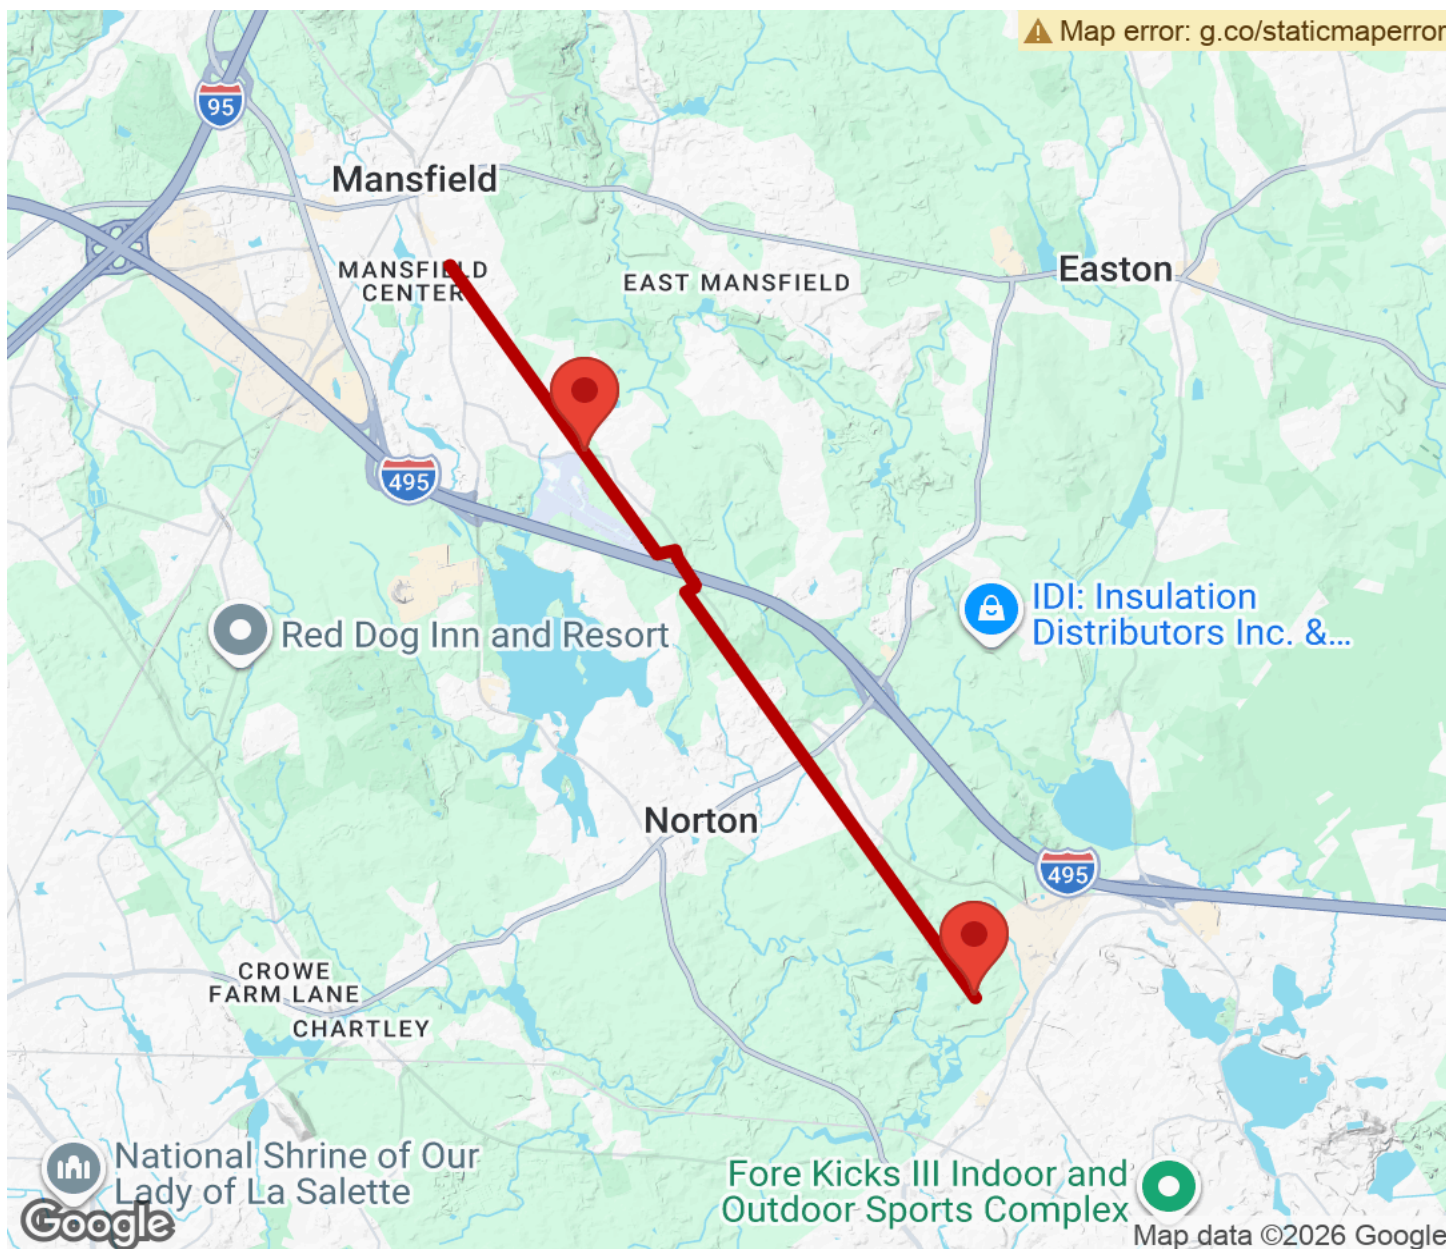 Map error: g.co/staticmaperror
95
Mansfield
MANSFIELD
CENTER
EAST MANSFIELD
Easton
495
IDI: Insulation
Distributors Inc. &...
Red Dog Inn and Resort
Norton
495
CROWE
FARM LANE
CHARTLEY
National Shrine of Our
Lady of La Salette
Fore Kicks III Indoor and
Outdoor Sports Complex
Google
Map data ©2026 Google